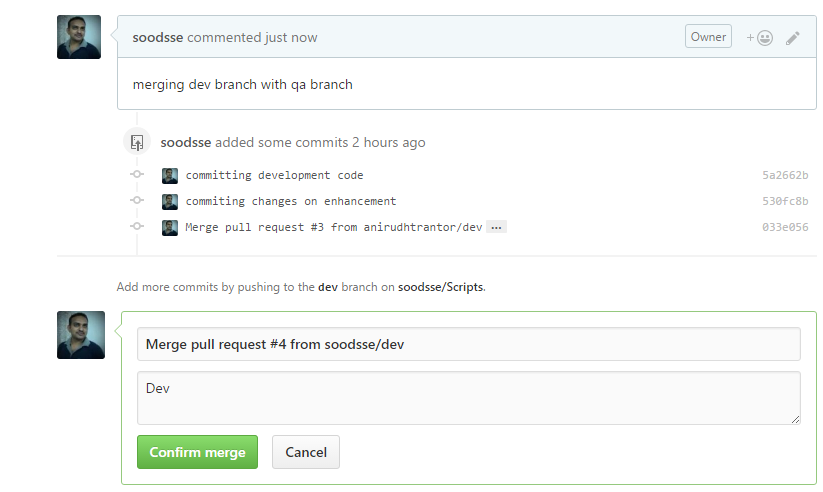 soodsse commented just now
Owner
+
merging dev branch with qa branch
soodsse added some commits 2 hours ago
committing development code 5a2662b
commiting changes on enhancement 530fc8b
Merge pull request #3 from anirudhtrantor/dev … 033e056
Add more commits by pushing to the dev branch on soodsse/Scripts.
Merge pull request #4 from soodsse/dev
Dev
Confirm merge Cancel